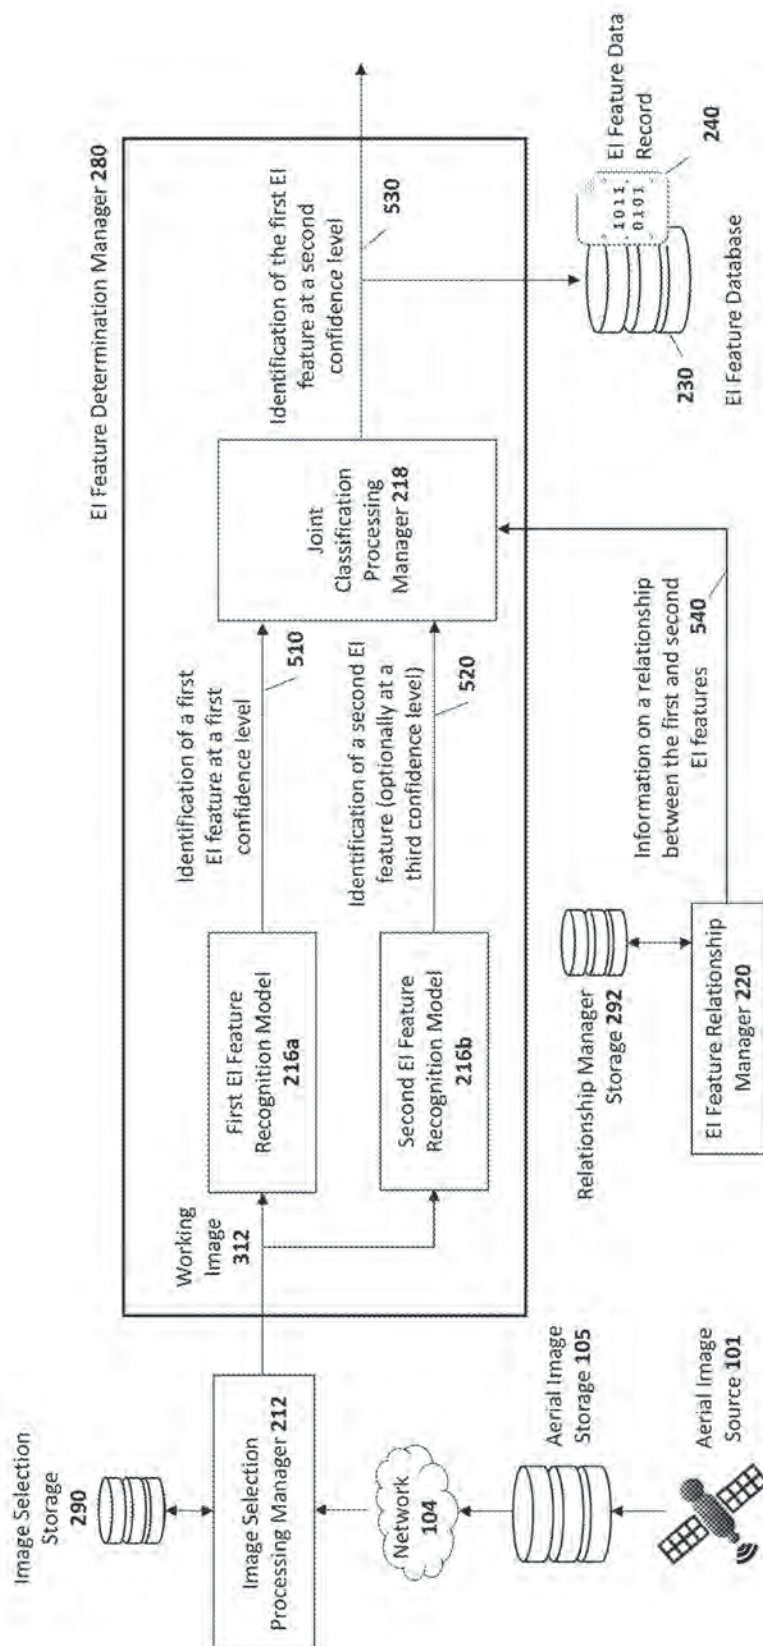 EI Feature Determination Manager 280
Image Selection
Storage
290
Image Selection
Processing Manager 212
Network
104
Aerial Image
Storage 105
Aerial Image
Source 101
Working
Image
312
First EI Feature
Recognition Model
216a
Second EI Feature
Recognition Model
216b
Identification of a first
EI feature at a first
confidence level
510
Identification of a second EI
feature (optionally at a
third confidence level)
520
Joint
Classification
Processing
Manager 218
Identification of the first EI
feature at a second
confidence level
530
Relationship Manager
Storage 292
EI Feature Relationship
Manager 220
Information on a relationship
between the first and second
EI features
540
EI Feature Data
Record
240
1011
0101
230
EI Feature Database